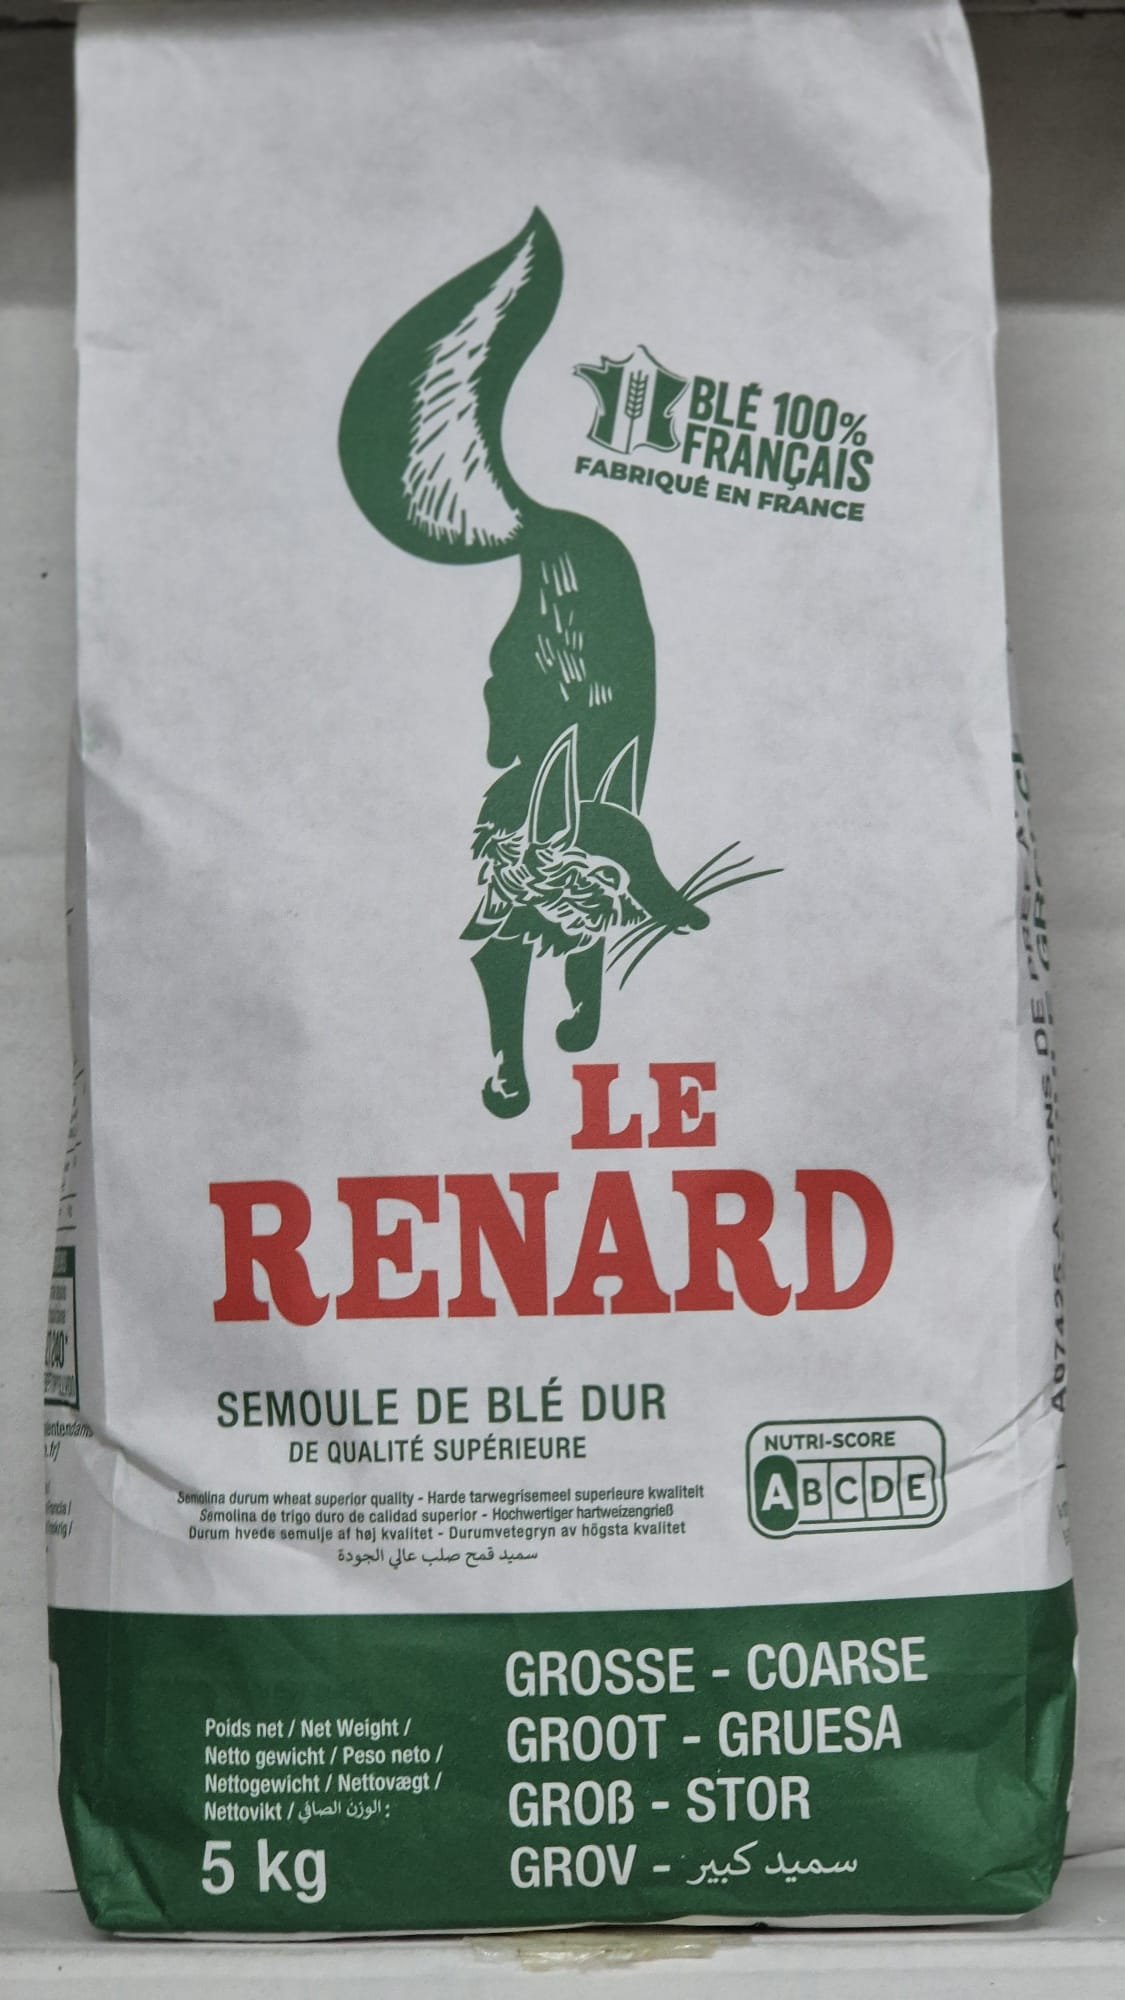 BLÉ 100%
FRANÇAIS
FABRIQUÉ EN FRANCE
LE
RENARD
SEMOULE DE BLÉ DUR
DE QUALITÉ SUPÉRIEURE
Semolina durum wheat superior quality - Harde tarwegrisemeel superieure kwaliteit
Sémolina de trigo duro de calidad superior - Hochwertiger hartweizengrieß
Durum hvede semulje af høj kvalitet - Durumvetegryn av högsta kvalitet
سميد قمح صلب عالي الجودة
NUTRI-SCORE
A B C D E
GROSSE - COARSE
GROOT - GRUESA
GROß - STOR
GROV - سميد كبير
Poids net / Net Weight /
Netto gewicht / Peso neto /
Nettogewicht / Nettovægt /
Nettovikt / الوزن الصافي :
5 kg